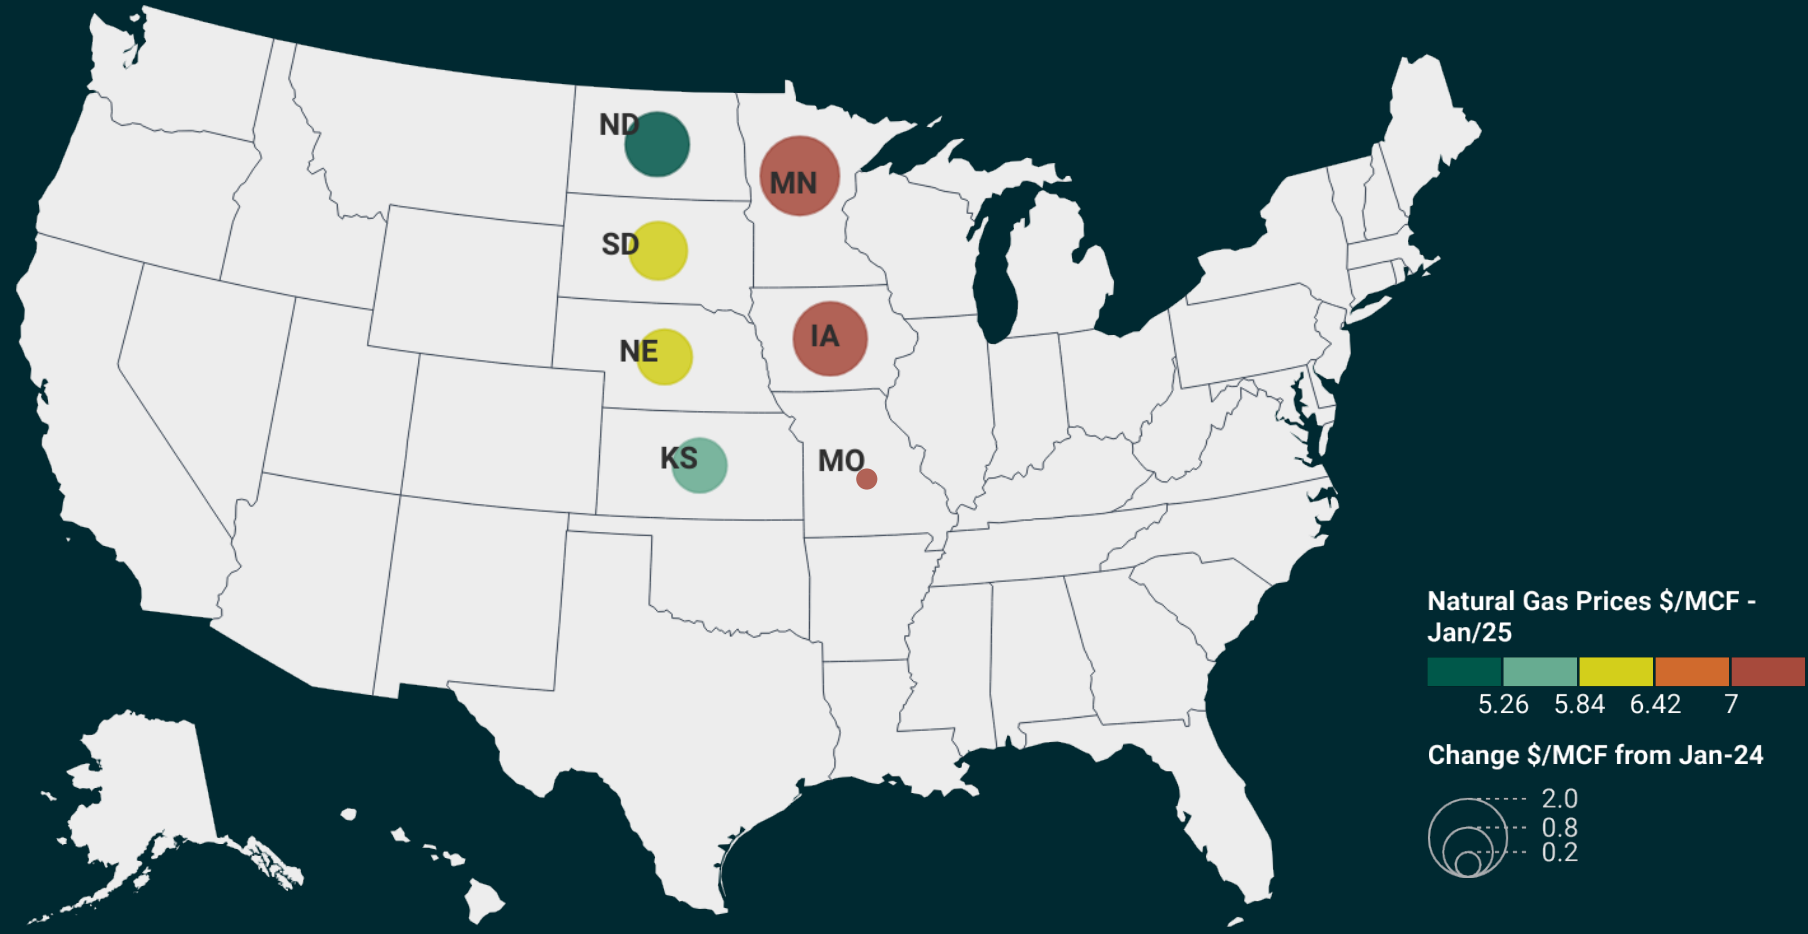 ND
MN
SD
IA
NE
KS
MO
Natural Gas Prices $/MCF -
Jan/25
5.26 5.84 6.42 7
Change $/MCF from Jan-24
2.0
0.8
0.2